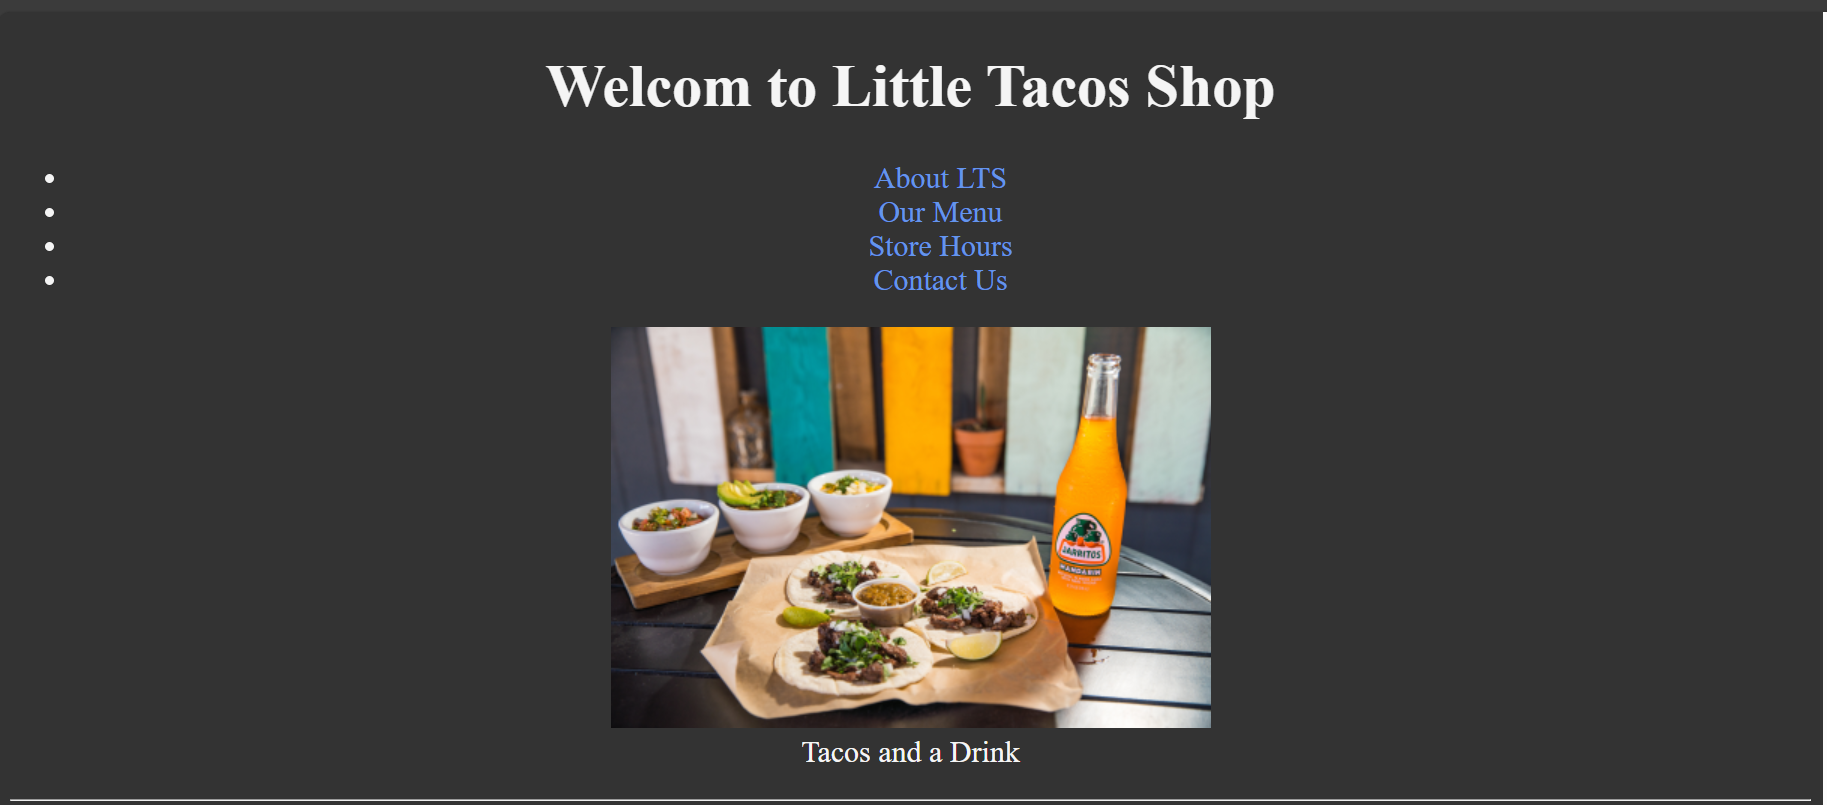 Welcom to Little Tacos Shop
About LTS
Our Menu
Store Hours
Contact Us
JARRITOS
MANDARIN
Tacos and a Drink